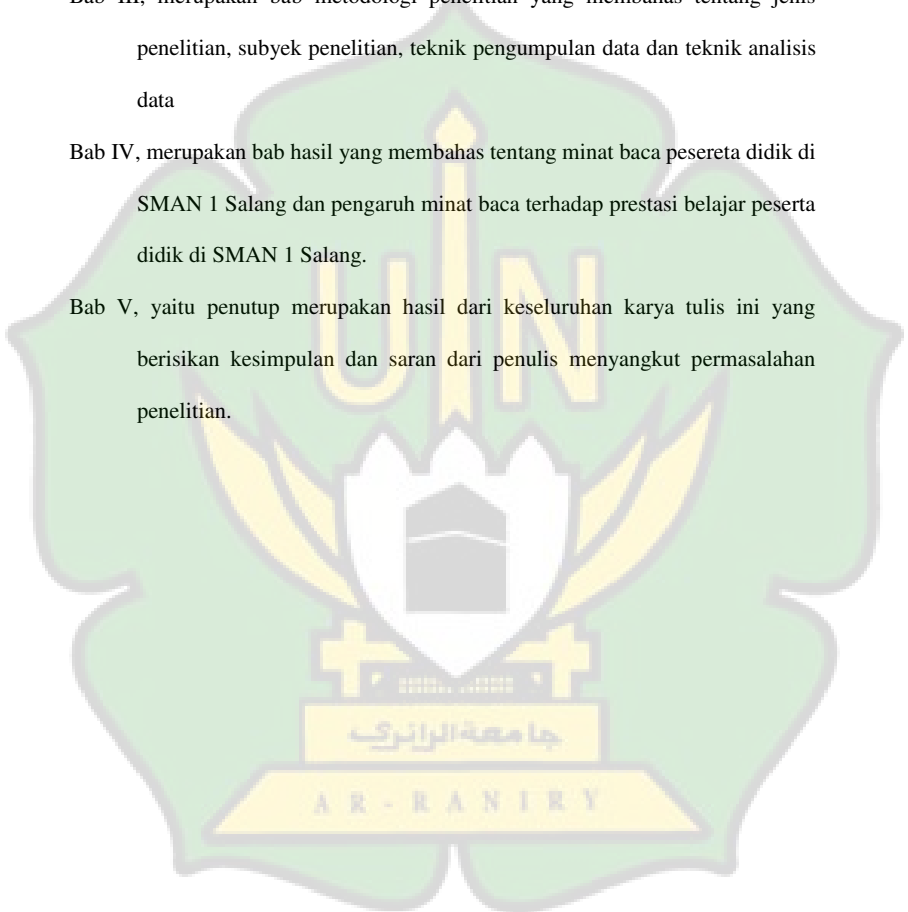 Bab III, merupakan bab metodologi penelitian yang membahas tentang jenis
penelitian, subyek penelitian, teknik pengumpulan data dan teknik analisis
data
Bab IV, merupakan bab hasil yang membahas tentang minat baca pesereta didik di
SMAN 1 Salang dan pengaruh minat baca terhadap prestasi belajar peserta
didik di SMAN 1 Salang.
Bab V, yaitu penutup merupakan hasil dari keseluruhan karya tulis ini yang
berisikan kesimpulan dan saran dari penulis menyangkut permasalahan
penelitian.
UIN
جامعة الرانري
AR-RANIRY